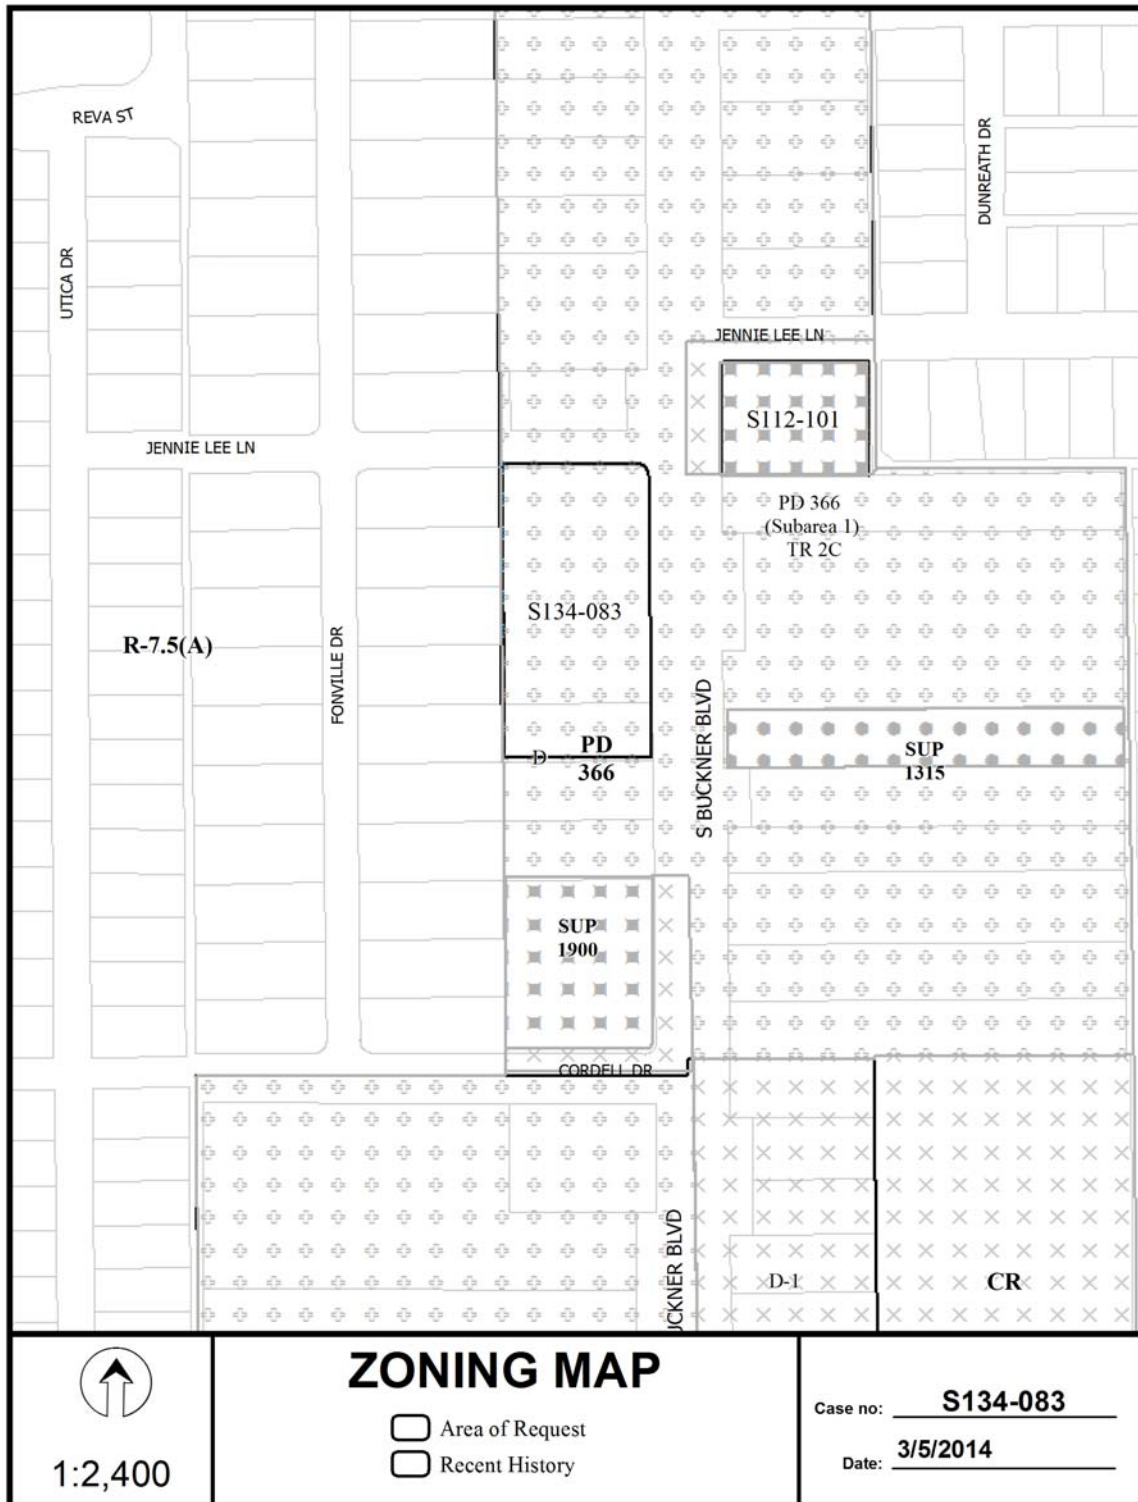 REVA ST
DUNREATH DR
UTICA DR
JENNIE LEE LN
S112-101
JENNIE LEE LN
PD 366
(Subarea 1)
TR 2C
S134-083
R-7.5(A)
FONVILLE DR
S BUCKNER BLVD
PD
366
D
SUP
1315
SUP
1900
CORDELL DR
UCKNER BLVD
D-1
CR
ZONING MAP
Area of Request
Recent History
1:2,400
Case no: S134-083
Date: 3/5/2014